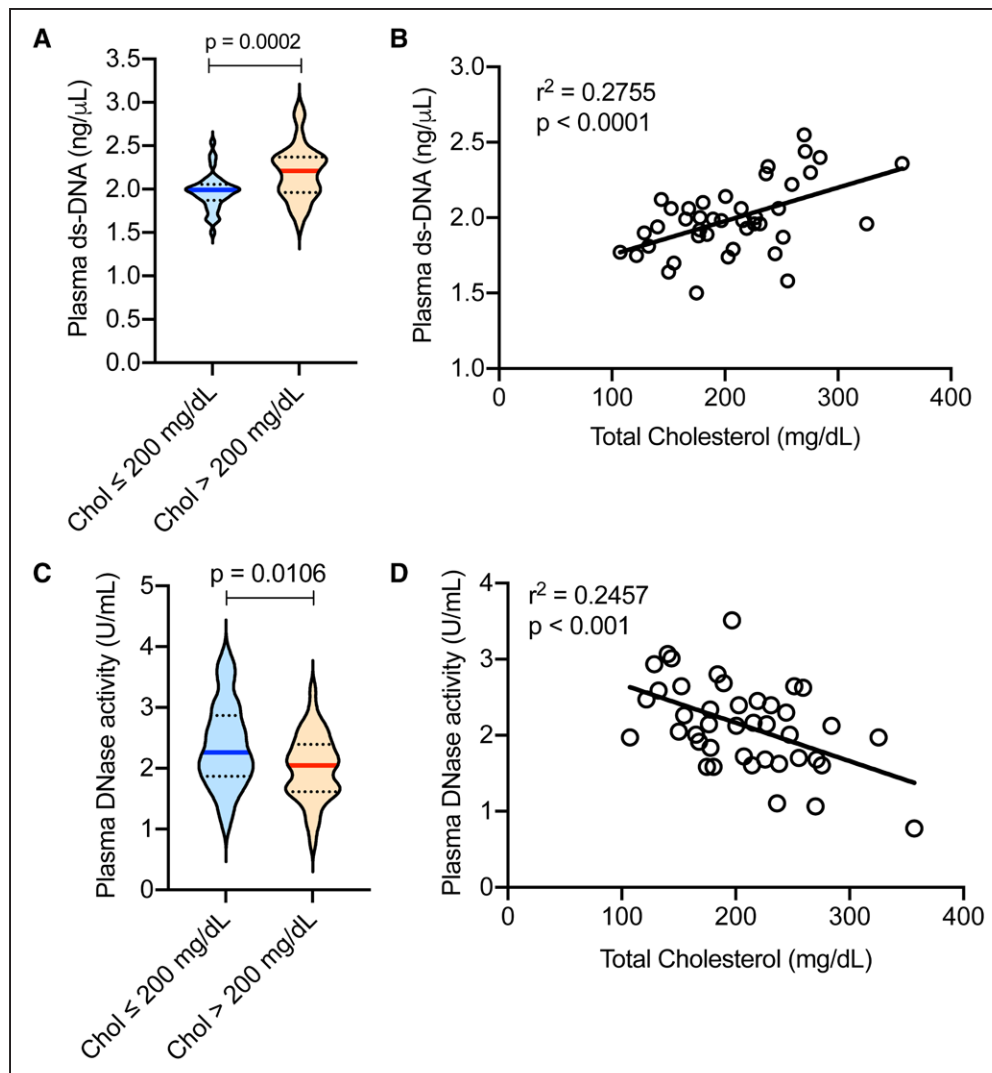 A
p = 0.0002
Plasma ds-DNA (ng/μL)
3.5
3.0
2.5
2.0
1.5
1.0
0.5
0.0
Chol ≤ 200 mg/dL
Chol > 200 mg/dL
B
r² = 0.2755
p < 0.0001
Plasma ds-DNA (ng/μL)
3.0
2.5
2.0
1.5
1.0
0 100 200 300 400
Total Cholesterol (mg/dL)
C
p = 0.0106
Plasma DNase activity (U/mL)
5
4
3
2
1
0
Chol ≤ 200 mg/dL
Chol > 200 mg/dL
D
r² = 0.2457
p < 0.001
Plasma DNase activity (U/mL)
4
3
2
1
0
0 100 200 300 400
Total Cholesterol (mg/dL)